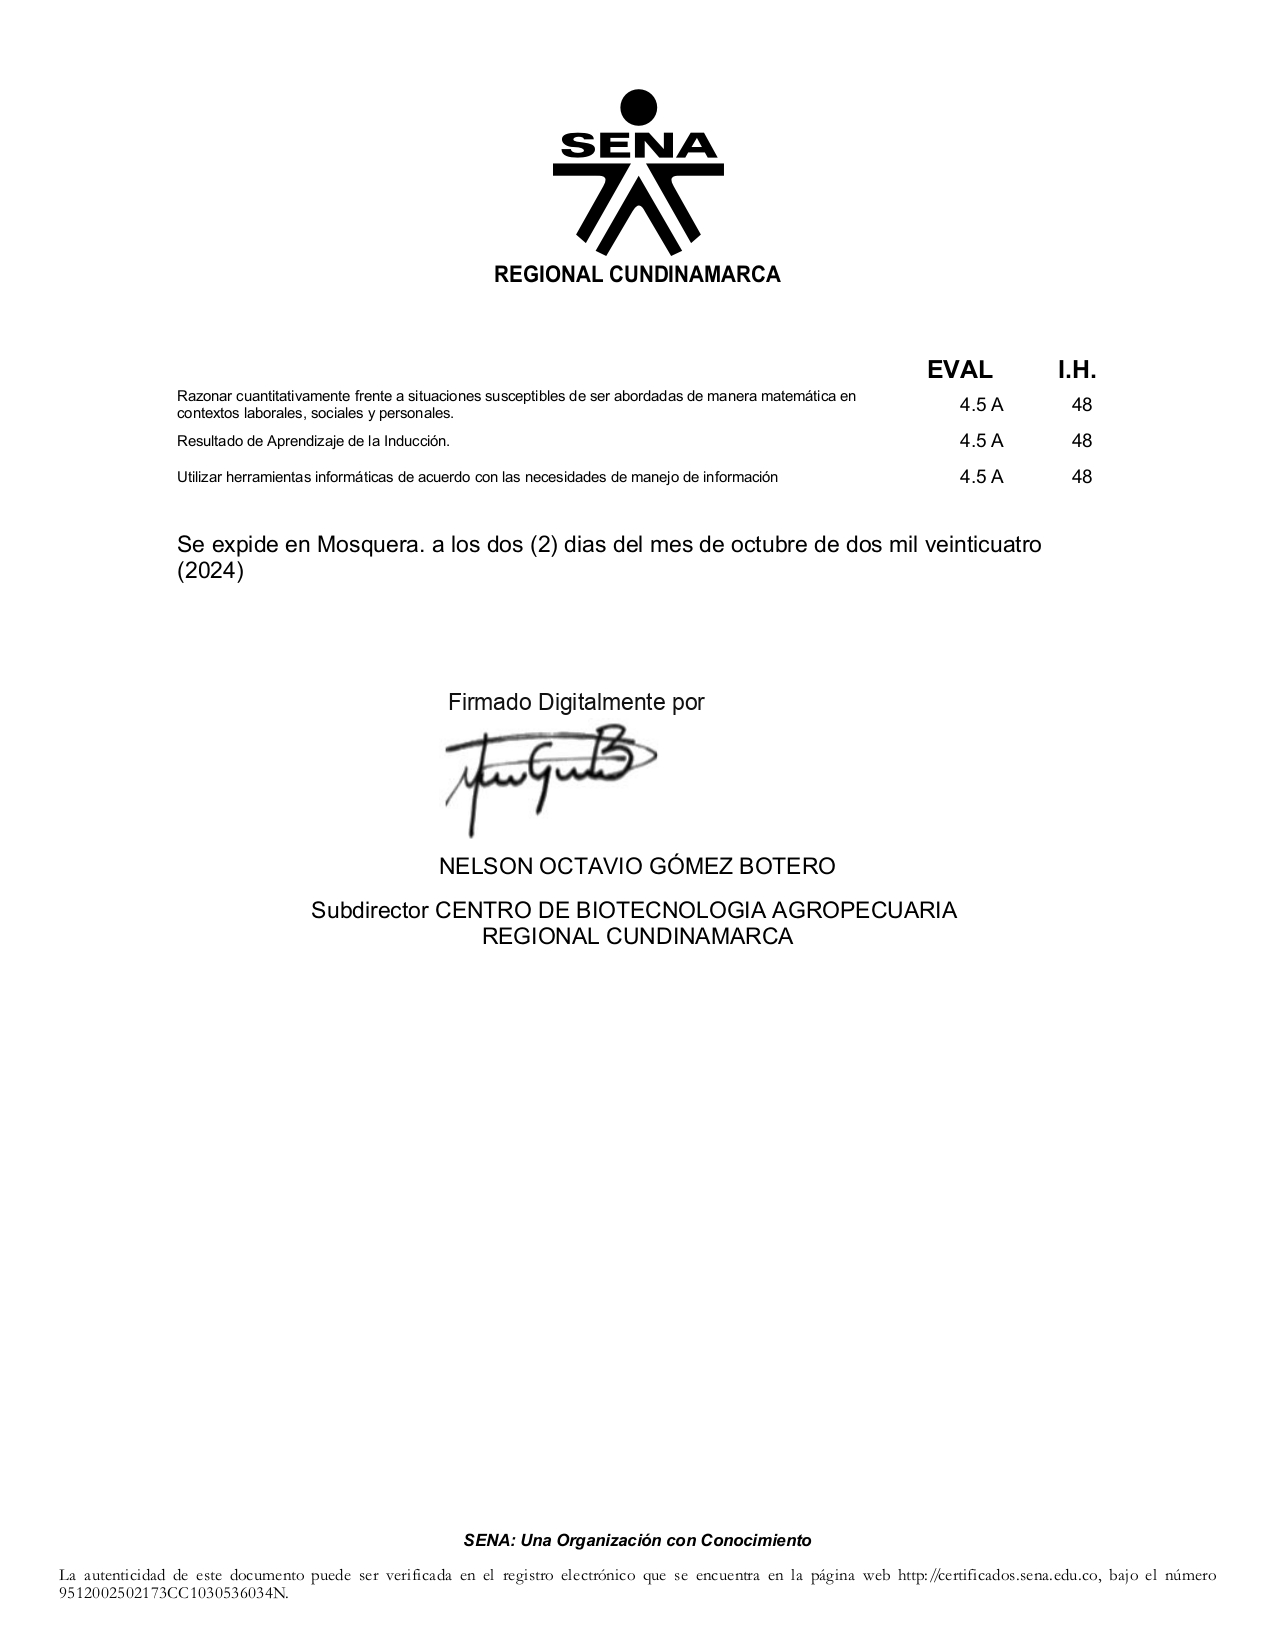 SENA
REGIONAL CUNDINAMARCA
EVAL I.H.
Razonar cuantitativamente frente a situaciones susceptibles de ser abordadas de manera matemática en
contextos laborales, sociales y personales. 4.5 A 48
Resultado de Aprendizaje de la Inducción. 4.5 A 48
Utilizar herramientas informáticas de acuerdo con las necesidades de manejo de información 4.5 A 48
Se expide en Mosquera. a los dos (2) dias del mes de octubre de dos mil veinticuatro
(2024)
Firmado Digitalmente por
NELSON OCTAVIO GÓMEZ BOTERO
Subdirector CENTRO DE BIOTECNOLOGIA AGROPECUARIA
REGIONAL CUNDINAMARCA
SENA: Una Organización con Conocimiento
La autenticidad de este documento puede ser verificada en el registro electrónico que se encuentra en la página web http://certificados.sena.edu.co, bajo el número
9512002502173CC1030536034N.